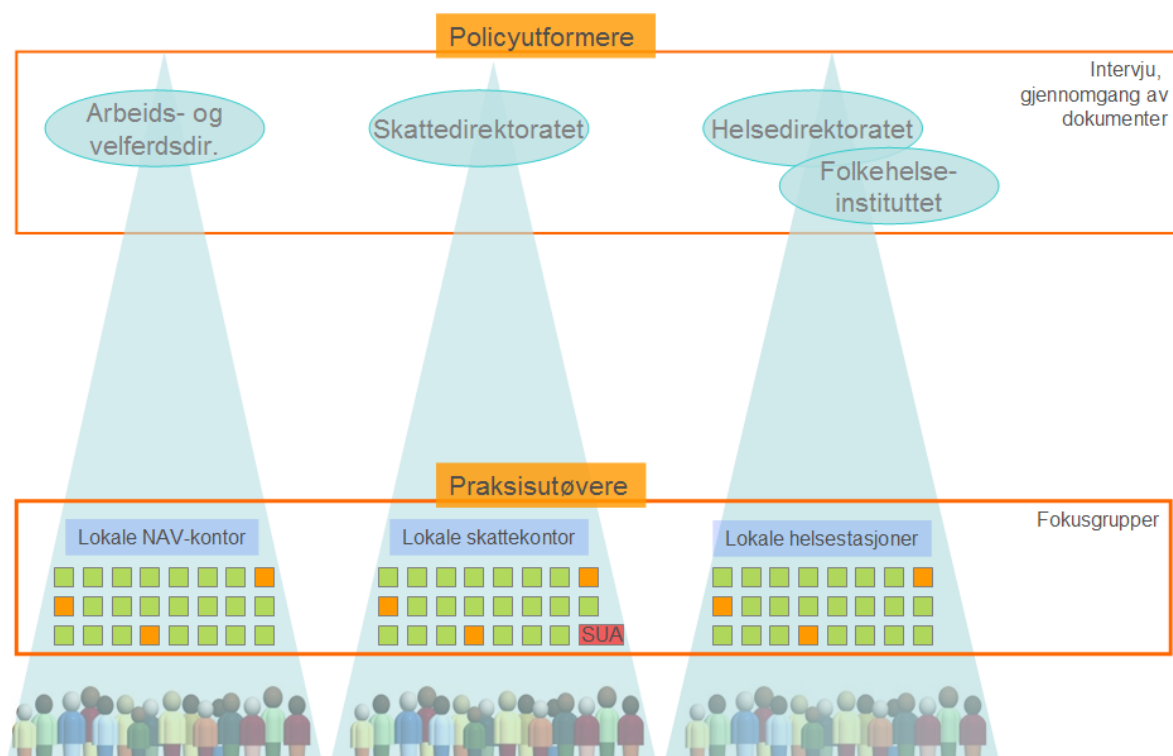 Policyutformere
Intervju,
gjennomgang av
dokumenter
Arbeids- og
velferdsdir.
Skattedirektoratet
Helsedirektoratet
Folkehelse-
instituttet
Praksisutøvere
Fokusgrupper
Lokale NAV-kontor
Lokale skattekontor
Lokale helsestasjoner
SUA